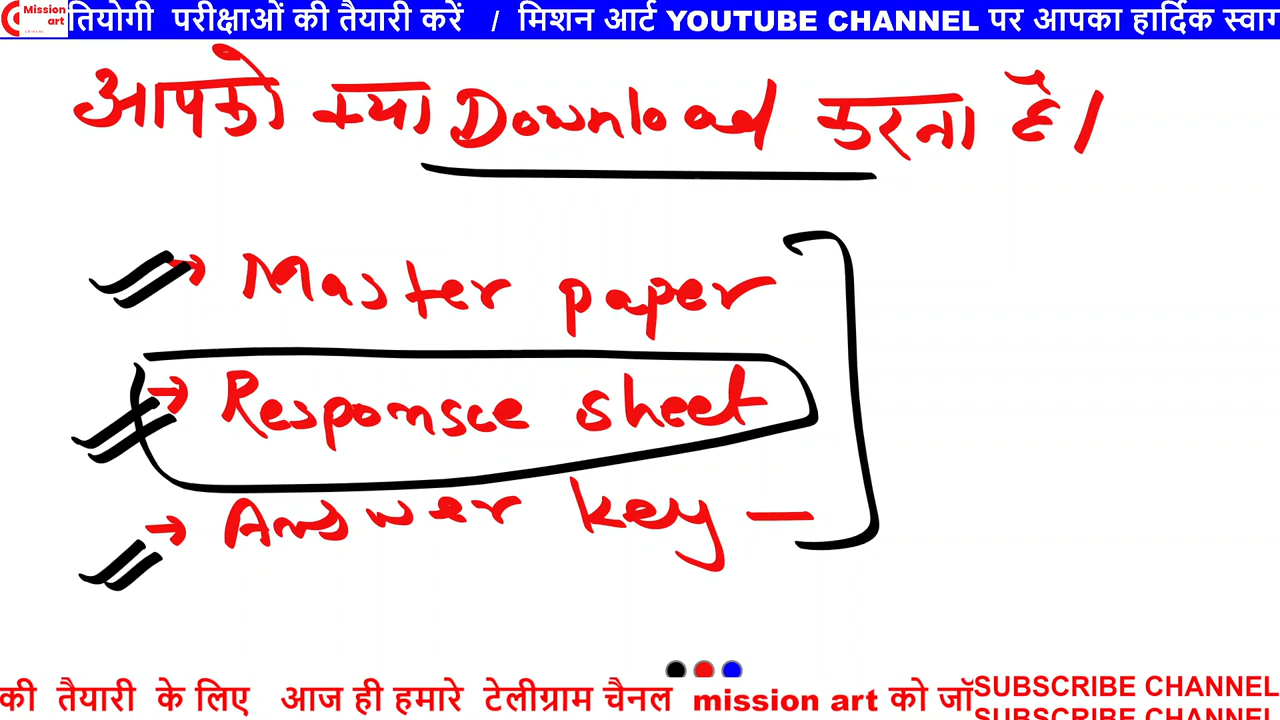 Mission
art
तियोगी परीक्षाओं की तैयारी करें / मिशन आर्ट YOUTUBE CHANNEL पर आपका हार्दिक स्वाग
आपको क्या Download करना है।
→ Master paper
→ Responsce sheet
→ Answer key —
की तैयारी के लिए आज ही हमारे टेलीग्राम चैनल mission art को जॉ
SUBSCRIBE CHANNEL
SUBSCRIBE CHANNEL